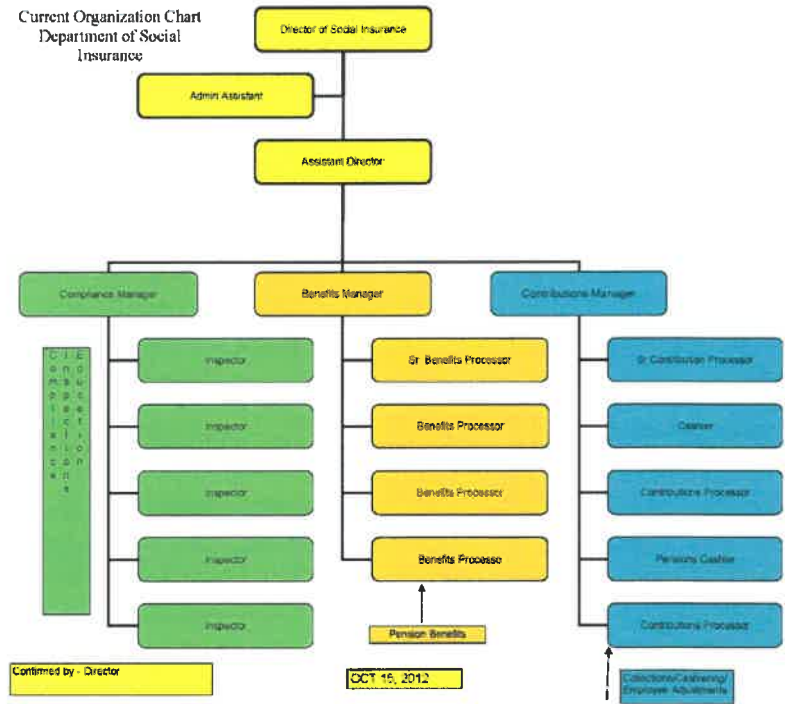 Current Organization Chart
Department of Social
Insurance
Director of Social Insurance
Admin Assistant
Assistant Director
Compliance Manager
Benefits Manager
Contributions Manager
Compliance
Inspections
Education
Inspector
Inspector
Inspector
Inspector
Inspector
Sr. Benefits Processor
Benefits Processor
Benefits Processor
Benefits Processo
Pension Benefits
Sr Contribution Processor
Cashier
Contributions Processor
Pensions Cashier
Contributions Processor
Collections/Cashiering/
Employee Adjustments
Confirmed by - Director
OCT 15, 2012